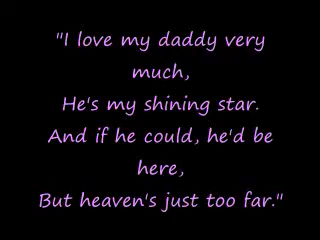 "I love my daddy very
much,
He's my shining star.
And if he could, he'd be
here,
But heaven's just too far."